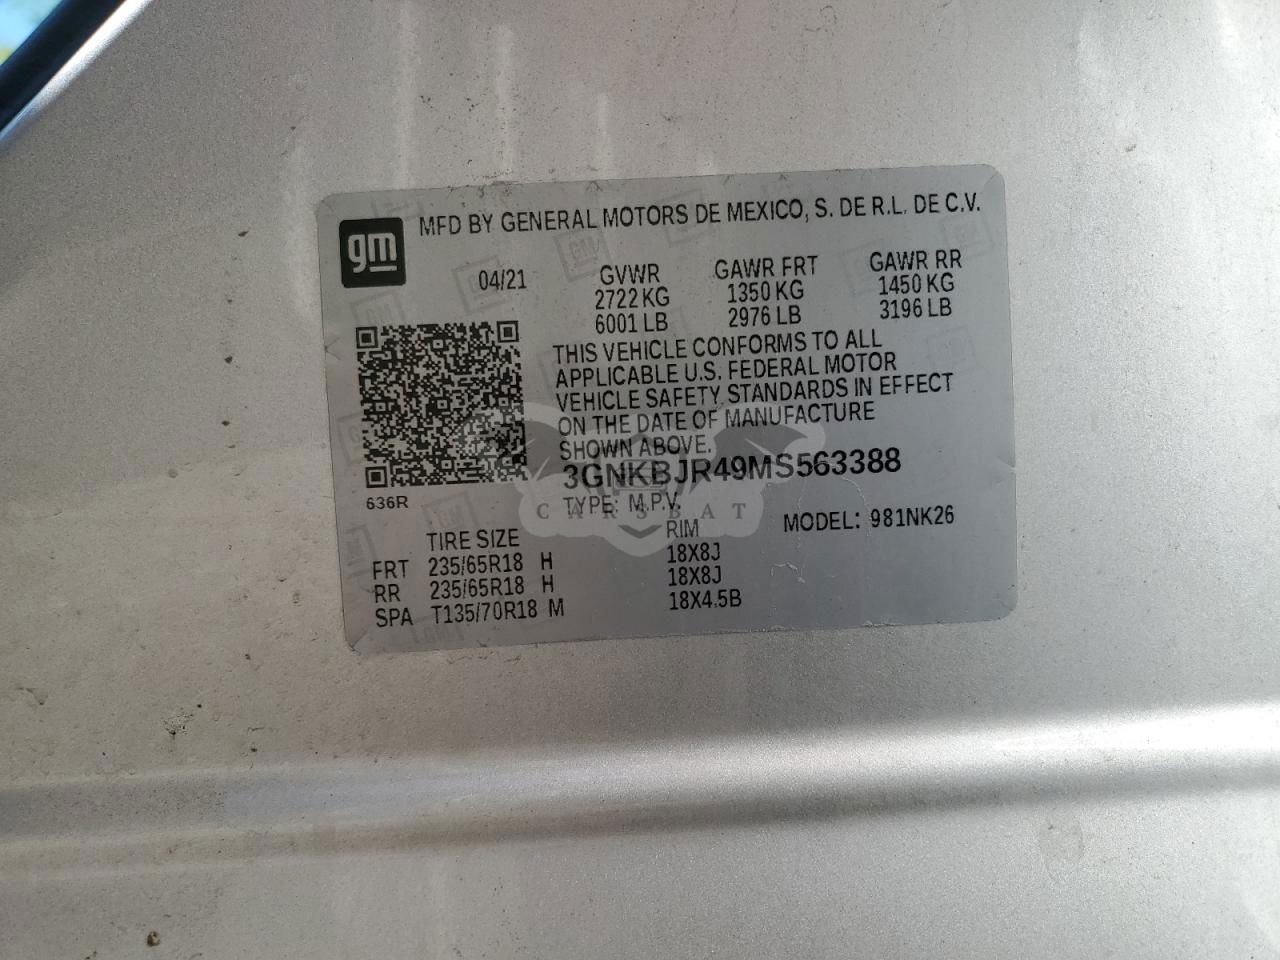 gm
MFD BY GENERAL MOTORS DE MEXICO, S. DE R.L. DE C.V.
04/21 GVWR GAWR FRT GAWR RR
2722 KG 1350 KG 1450 KG
6001 LB 2976 LB 3196 LB
THIS VEHICLE CONFORMS TO ALL
APPLICABLE U.S. FEDERAL MOTOR
VEHICLE SAFETY STANDARDS IN EFFECT
ON THE DATE OF MANUFACTURE
SHOWN ABOVE.
3GNKBJR49MS563388
636R
TYPE: M.P.V. MODEL: 981NK26
CARSBAT
TIRE SIZE RIM
FRT 235/65R18 H 18X8J
RR 235/65R18 H 18X8J
SPA T135/70R18 M 18X4.5B